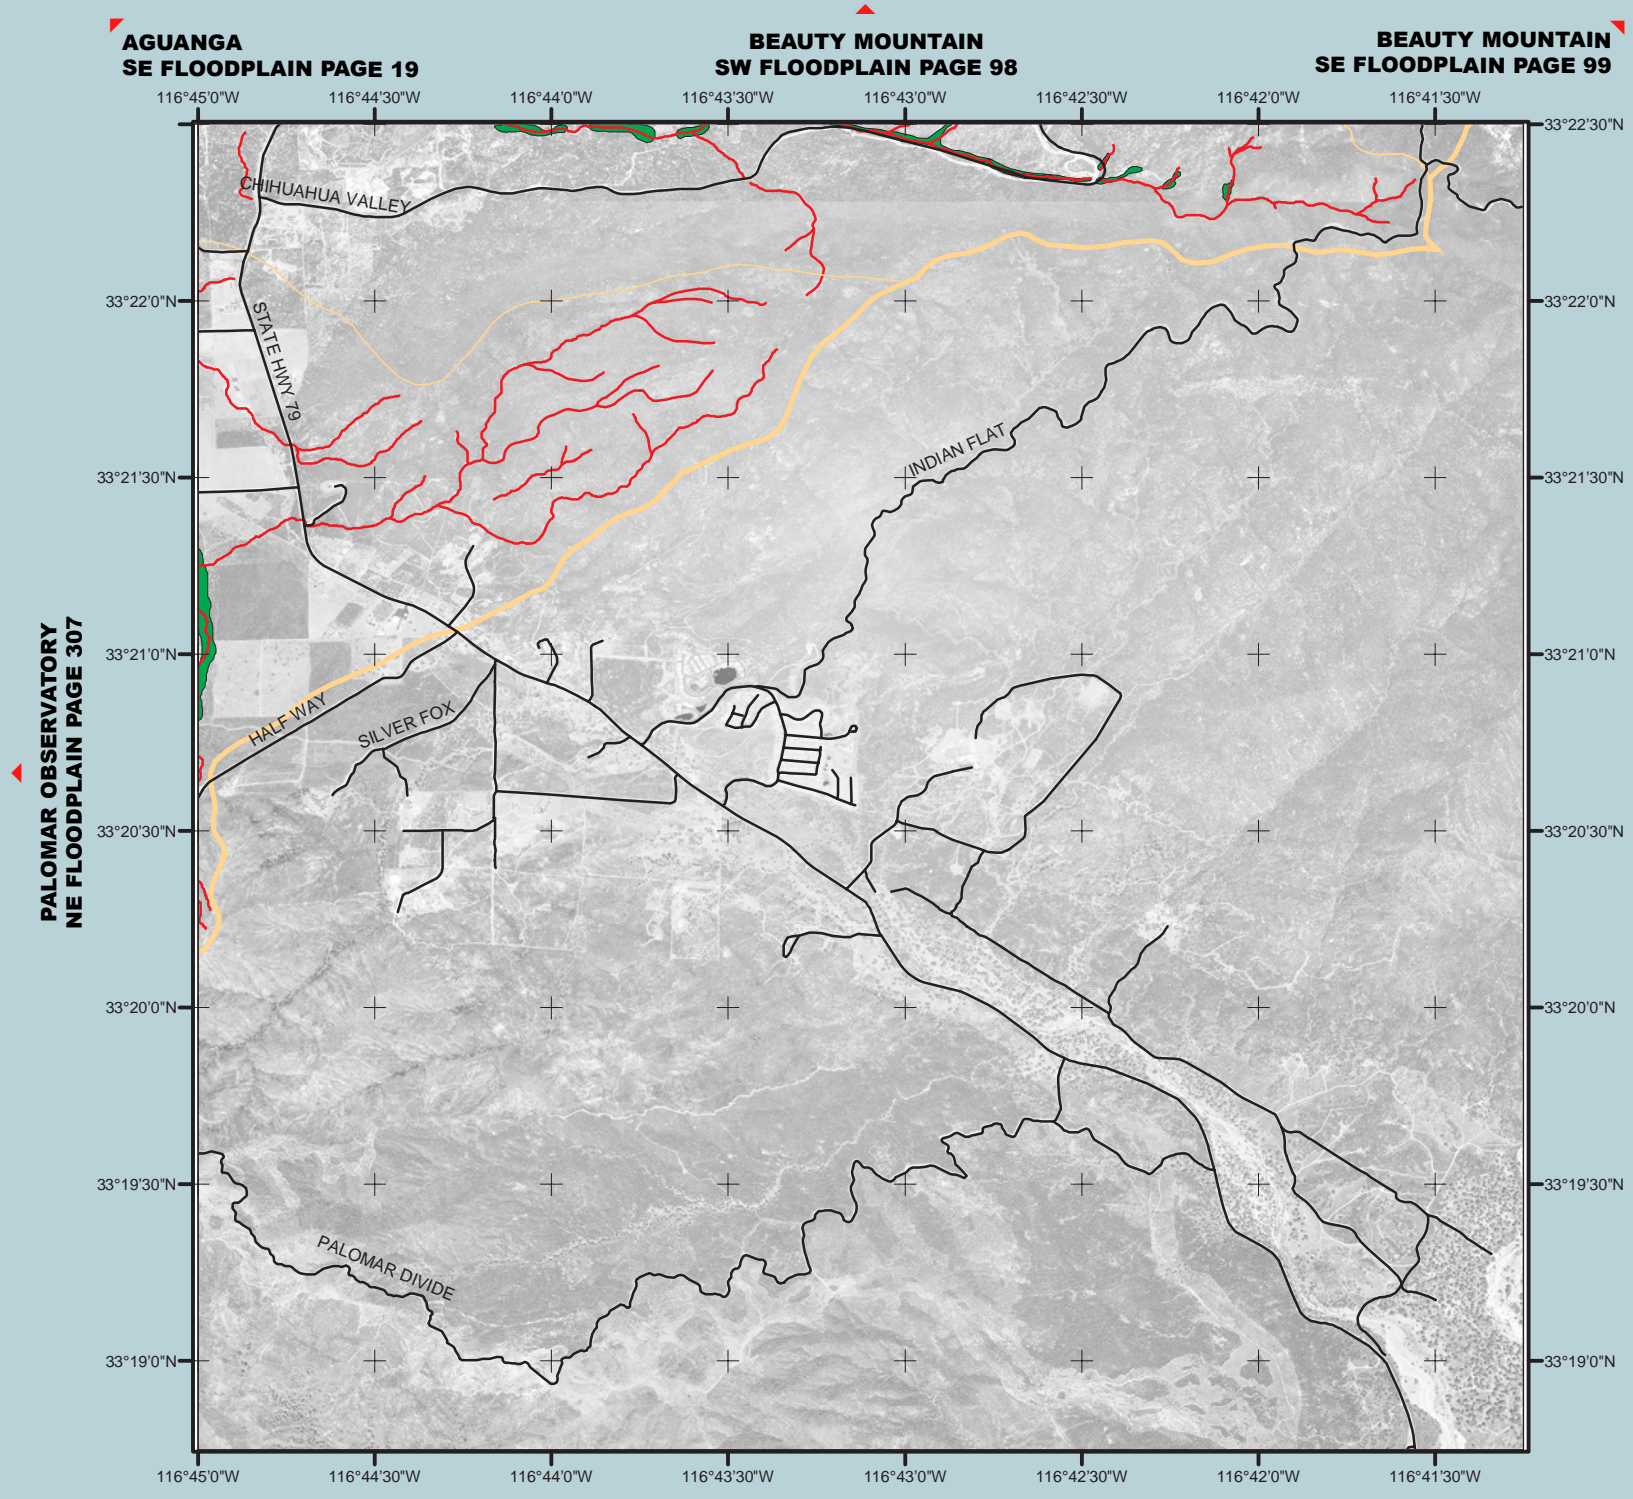 AGUANGA
SE FLOODPLAIN PAGE 19
BEAUTY MOUNTAIN
SW FLOODPLAIN PAGE 98
BEAUTY MOUNTAIN
SE FLOODPLAIN PAGE 99
116°45'0"W
116°44'30"W
116°44'0"W
116°43'30"W
116°43'0"W
116°42'30"W
116°42'0"W
116°41'30"W
33°22'30"N
CHIHUAHUA VALLEY
33°22'0"N
33°22'0"N
STATE HWY 79
INDIAN FLAT
33°21'30"N
33°21'30"N
PALOMAR OBSERVATORY
NE FLOODPLAIN PAGE 307
33°21'0"N
33°21'0"N
HALF WAY
SILVER FOX
33°20'30"N
33°20'30"N
33°20'0"N
33°20'0"N
33°19'30"N
33°19'30"N
PALOMAR DIVIDE
33°19'0"N
33°19'0"N
116°45'0"W
116°44'30"W
116°44'0"W
116°43'30"W
116°43'0"W
116°42'30"W
116°42'0"W
116°41'30"W